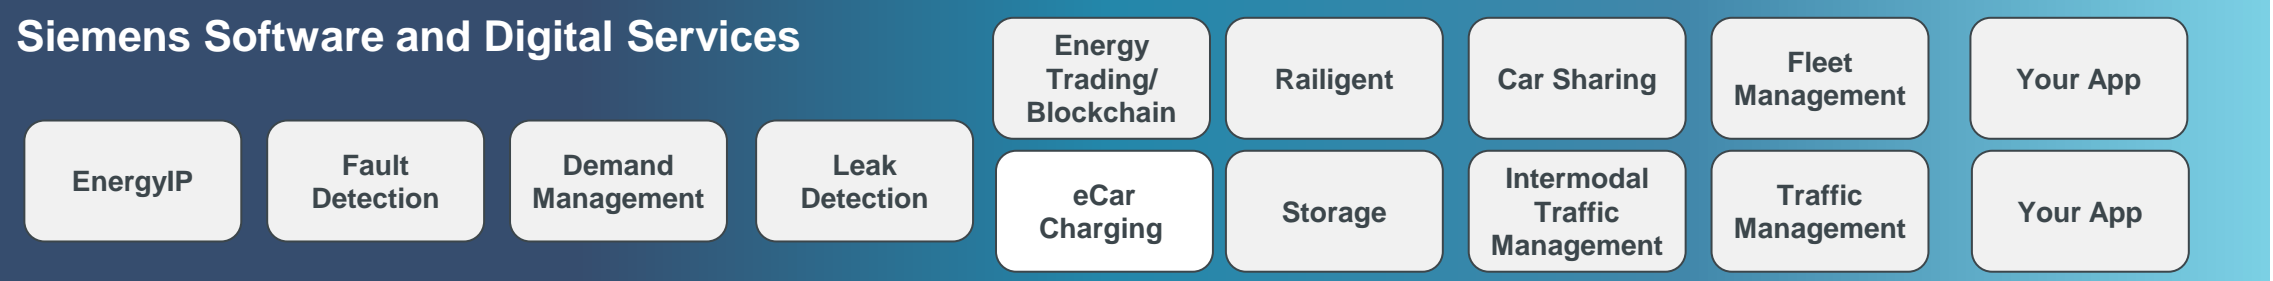 Siemens Software and Digital Services
Energy
Trading/
Blockchain
Railigent
Car Sharing
Fleet
Management
Your App
EnergyIP
Fault
Detection
Demand
Management
Leak
Detection
eCar
Charging
Storage
Intermodal
Traffic
Management
Traffic
Management
Your App